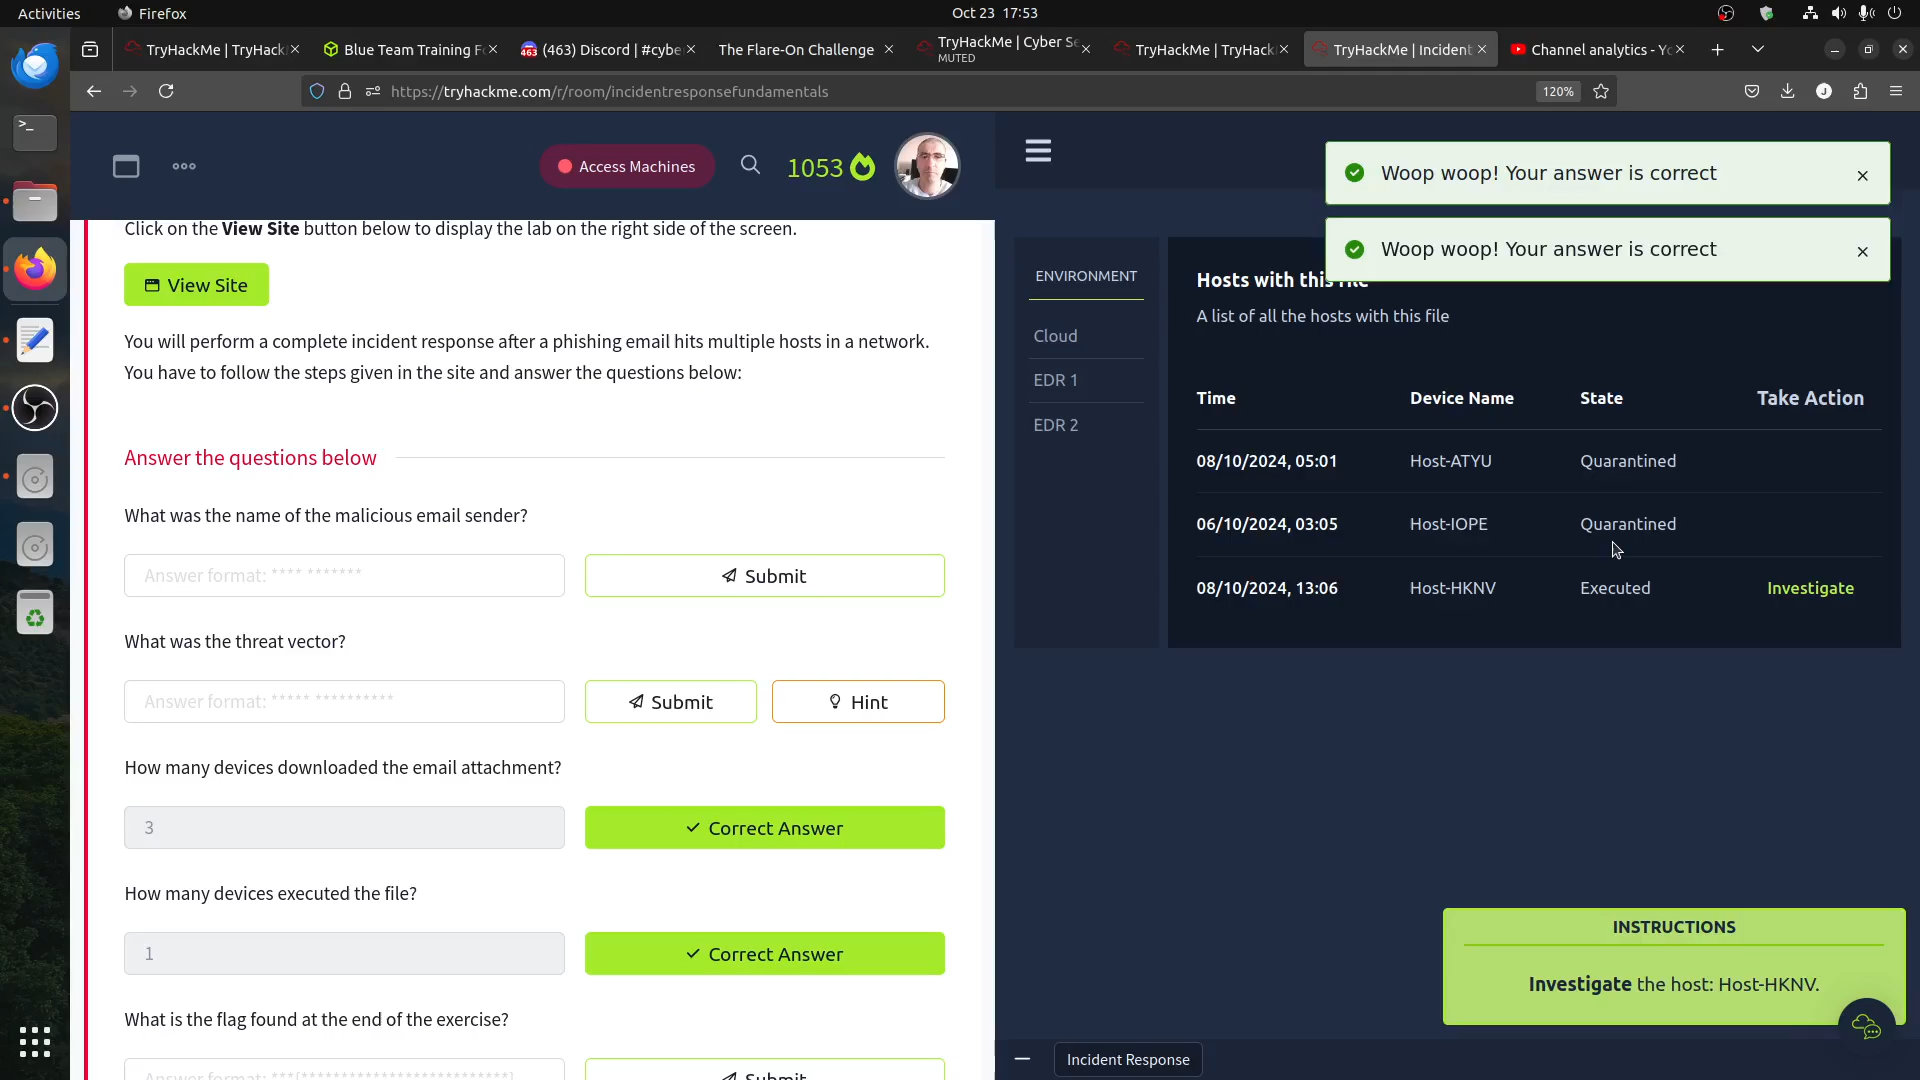 Activities
Firefox
Oct 23 17:53
TryHackMe | TryHack
Blue Team Training F
(463) Discord | #cybe
The Flare-On Challenge
TryHackMe | Cyber Se
MUTED
TryHackMe | TryHack
TryHackMe | Incident
Channel analytics - Yo
https://tryhackme.com/r/room/incidentresponsefundamentals
120%
J
Access Machines
1053
Click on the View Site button below to display the lab on the right side of the screen.
View Site
You will perform a complete incident response after a phishing email hits multiple hosts in a network.
You have to follow the steps given in the site and answer the questions below:
Answer the questions below
What was the name of the malicious email sender?
Answer format: **** *******
Submit
What was the threat vector?
Answer format: ***** **********
Submit
Hint
How many devices downloaded the email attachment?
3
Correct Answer
How many devices executed the file?
1
Correct Answer
What is the flag found at the end of the exercise?
Submit
Woop woop! Your answer is correct
Woop woop! Your answer is correct
ENVIRONMENT
Cloud
EDR 1
EDR 2
Hosts with this file
A list of all the hosts with this file
Time Device Name State Take Action
08/10/2024, 05:01 Host-ATYU Quarantined
06/10/2024, 03:05 Host-IOPE Quarantined
08/10/2024, 13:06 Host-HKNV Executed Investigate
INSTRUCTIONS
Investigate the host: Host-HKNV.
Incident Response